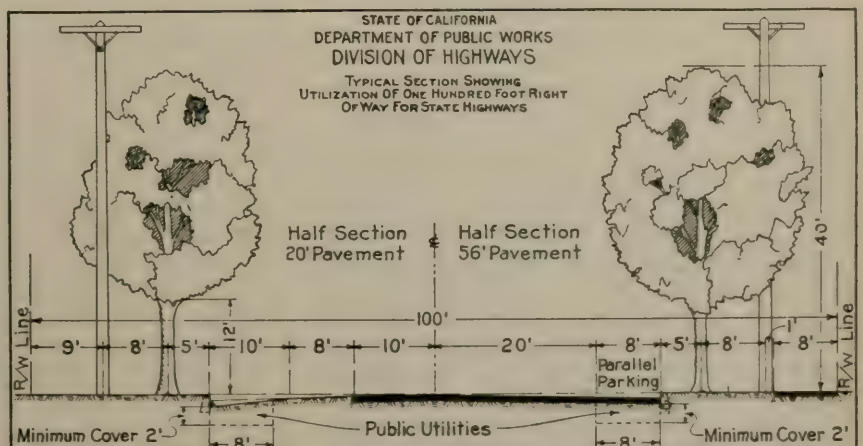 STATE OF CALIFORNIA
DEPARTMENT OF PUBLIC WORKS
DIVISION OF HIGHWAYS
TYPICAL SECTION SHOWING
UTILIZATION OF ONE HUNDRED FOOT RIGHT
OF WAY FOR STATE HIGHWAYS
Half Section
20' Pavement
℄
Half Section
56' Pavement
40'
R/W Line
100'
12'
1'
R/W Line
9' 8' 5' 10' 8' 10' 20' 8' 5' 8' 8'
Parallel
Parking
Minimum Cover 2'
Public Utilities
Minimum Cover 2'
8'
8'